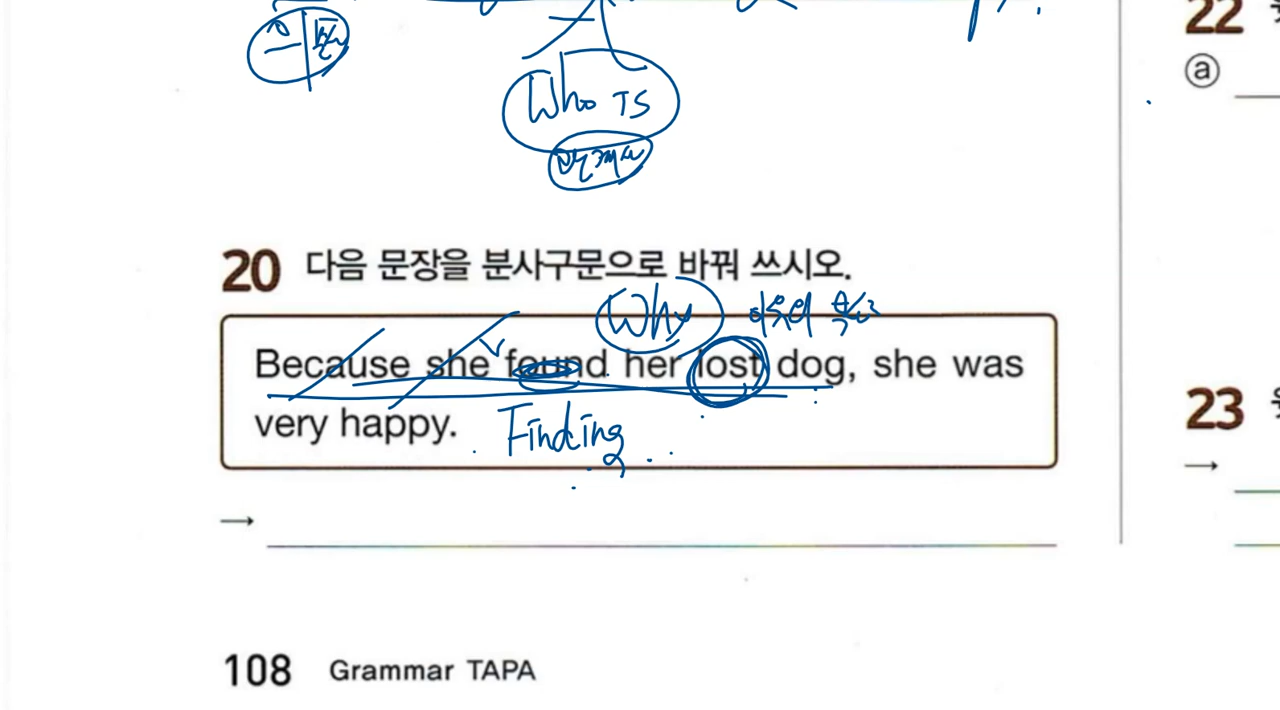 22
ⓐ
Who IS
20 다음 문장을 분사구문으로 바꿔 쓰시오.
Why
Because she found her lost dog, she was
very happy.
Finding
→
23
→
108 Grammar TAPA